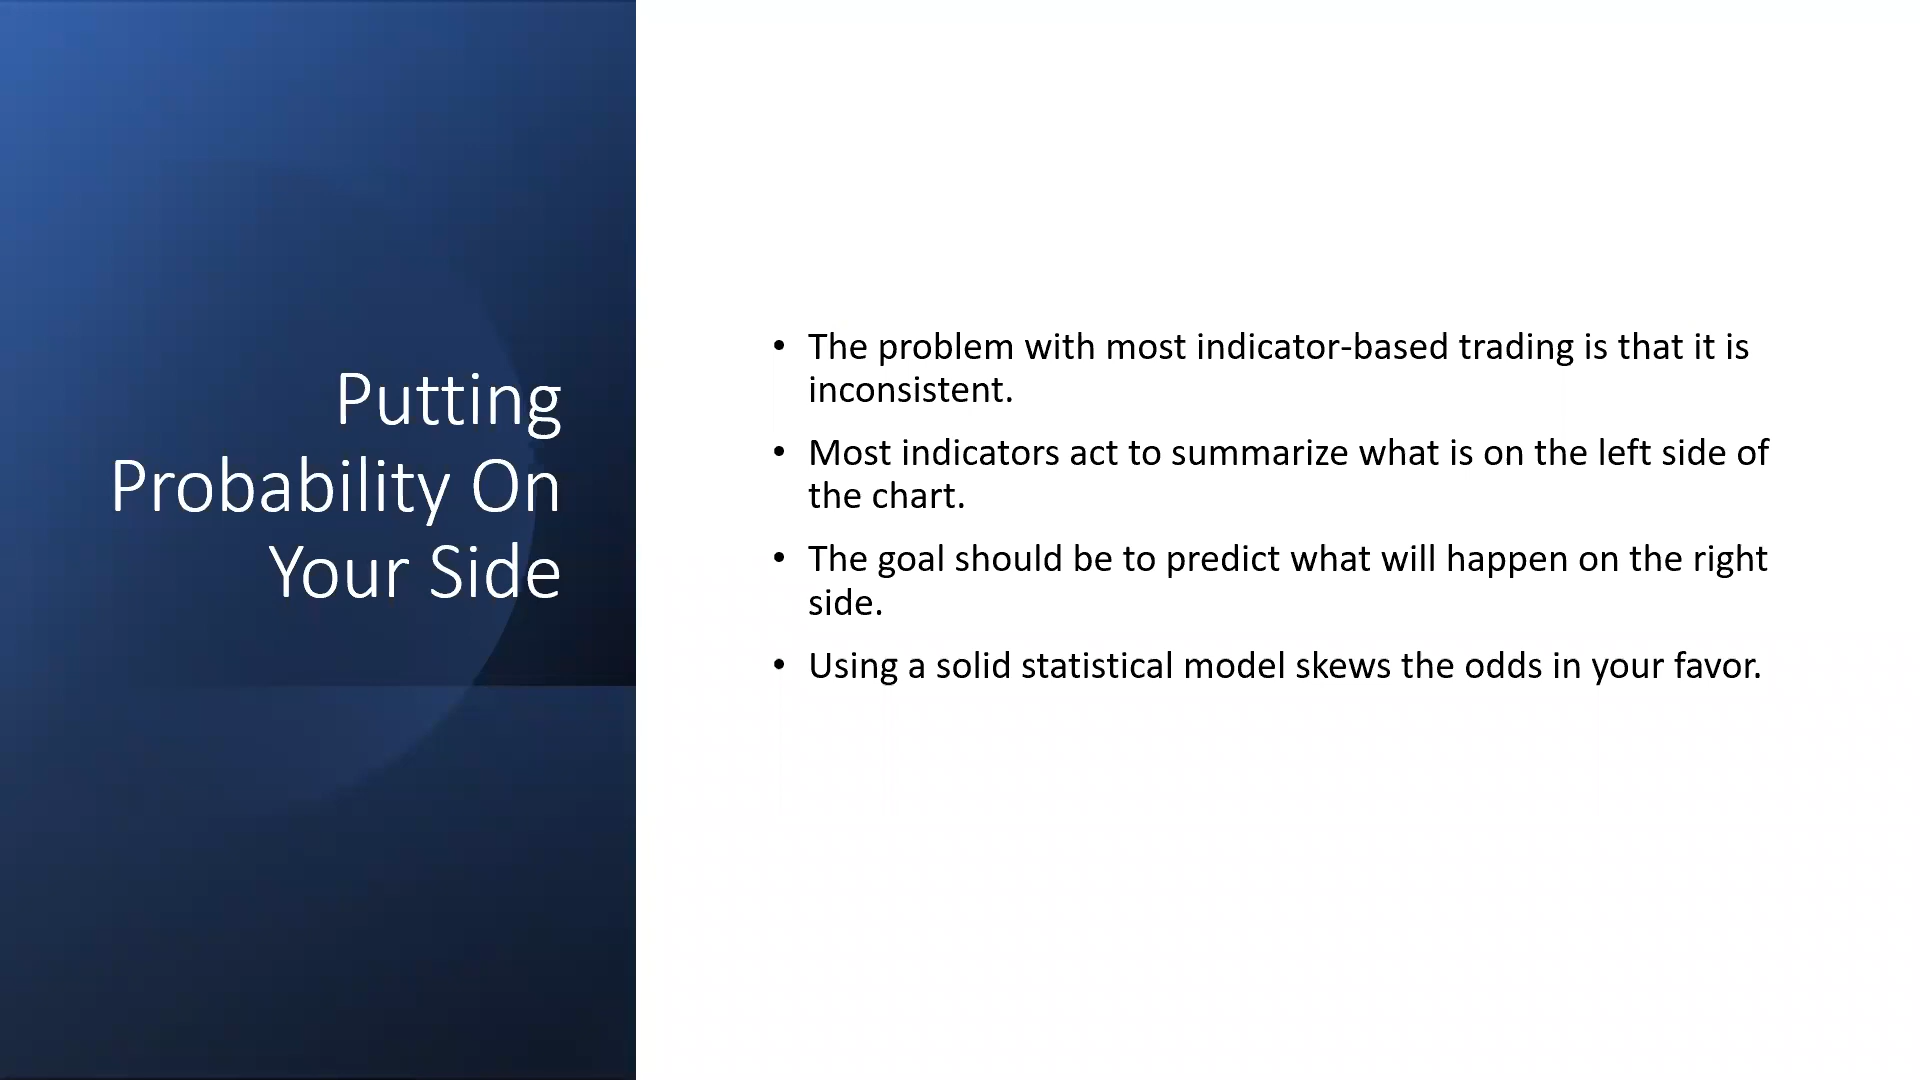 Putting
Probability On
Your Side
• The problem with most indicator-based trading is that it is
inconsistent.
• Most indicators act to summarize what is on the left side of
the chart.
• The goal should be to predict what will happen on the right
side.
• Using a solid statistical model skews the odds in your favor.